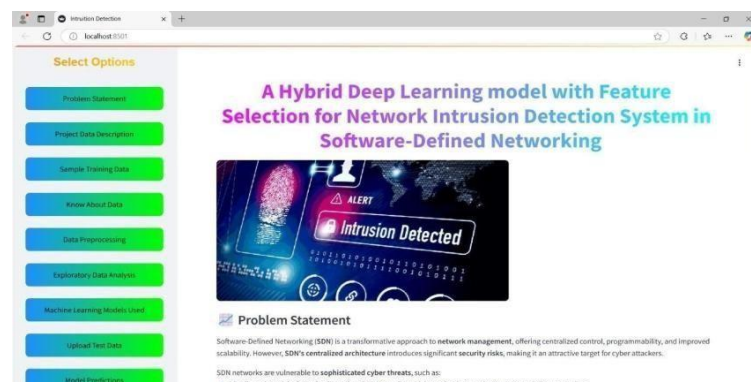 Intrution Detection
localhost:8501
Select Options
Problem Statement
Project Data Description
Sample Training Data
Know About Data
Data Preprocessing
Exploratory Data Analysis
Machine Learning Models Used
Upload Test Data
Model Predictions
A Hybrid Deep Learning model with Feature
Selection for Network Intrusion Detection System in
Software-Defined Networking
ALERT
Intrusion Detected
Problem Statement
Software-Defined Networking (SDN) is a transformative approach to network management, offering centralized control, programmability, and improved
scalability. However, SDN's centralized architecture introduces significant security risks, making it an attractive target for cyber attackers.
SDN networks are vulnerable to sophisticated cyber threats, such as: